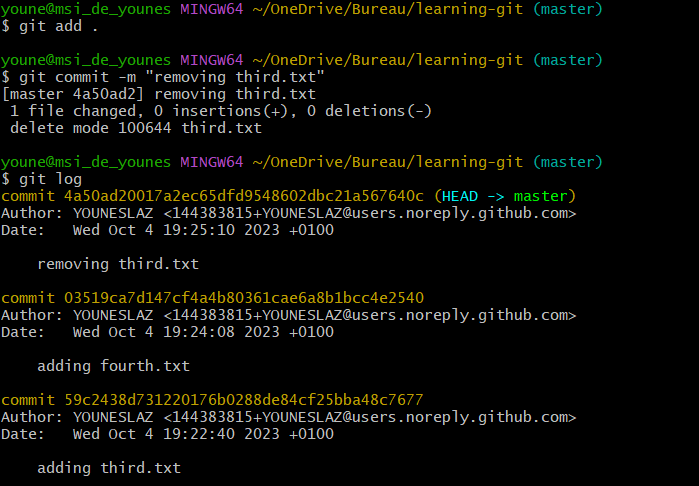 youne@msi_de_younes MINGW64 ~/OneDrive/Bureau/learning-git (master)
$ git add .
youne@msi_de_younes MINGW64 ~/OneDrive/Bureau/learning-git (master)
$ git commit -m "removing third.txt"
[master 4a50ad2] removing third.txt
 1 file changed, 0 insertions(+), 0 deletions(-)
 delete mode 100644 third.txt
youne@msi_de_younes MINGW64 ~/OneDrive/Bureau/learning-git (master)
$ git log
commit 4a50ad20017a2ec65dfd9548602dbc21a567640c (HEAD -> master)
Author: YOUNESLAZ <144383815+YOUNESLAZ@users.noreply.github.com>
Date:   Wed Oct 4 19:25:10 2023 +0100
    removing third.txt
commit 03519ca7d147cf4a4b80361cae6a8b1bcc4e2540
Author: YOUNESLAZ <144383815+YOUNESLAZ@users.noreply.github.com>
Date:   Wed Oct 4 19:24:08 2023 +0100
    adding fourth.txt
commit 59c2438d731220176b0288de84cf25bba48c7677
Author: YOUNESLAZ <144383815+YOUNESLAZ@users.noreply.github.com>
Date:   Wed Oct 4 19:22:40 2023 +0100
    adding third.txt